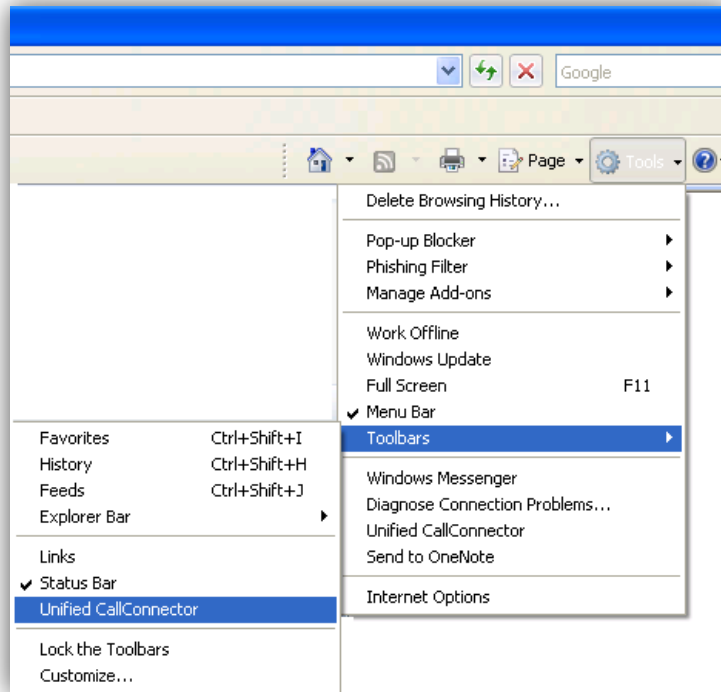 Google
Page
Tools
Delete Browsing History...
Pop-up Blocker
Phishing Filter
Manage Add-ons
Work Offline
Windows Update
Full Screen F11
Menu Bar
Toolbars
Windows Messenger
Diagnose Connection Problems...
Unified CallConnector
Send to OneNote
Internet Options
Favorites Ctrl+Shift+I
History Ctrl+Shift+H
Feeds Ctrl+Shift+J
Explorer Bar
Links
Status Bar
Unified CallConnector
Lock the Toolbars
Customize...